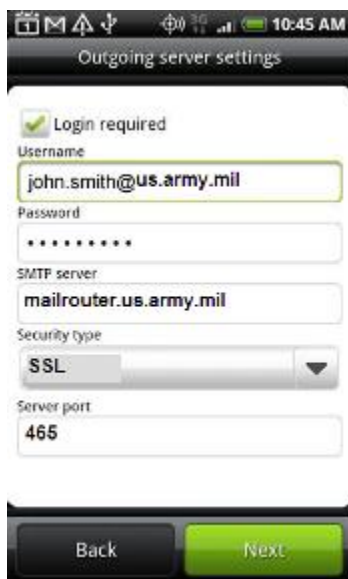 10:45 AM
Outgoing server settings
Login required
Username
john.smith@us.army.mil
Password
•••••••••
SMTP server
mailrouter.us.army.mil
Security type
SSL
Server port
465
Back
Next